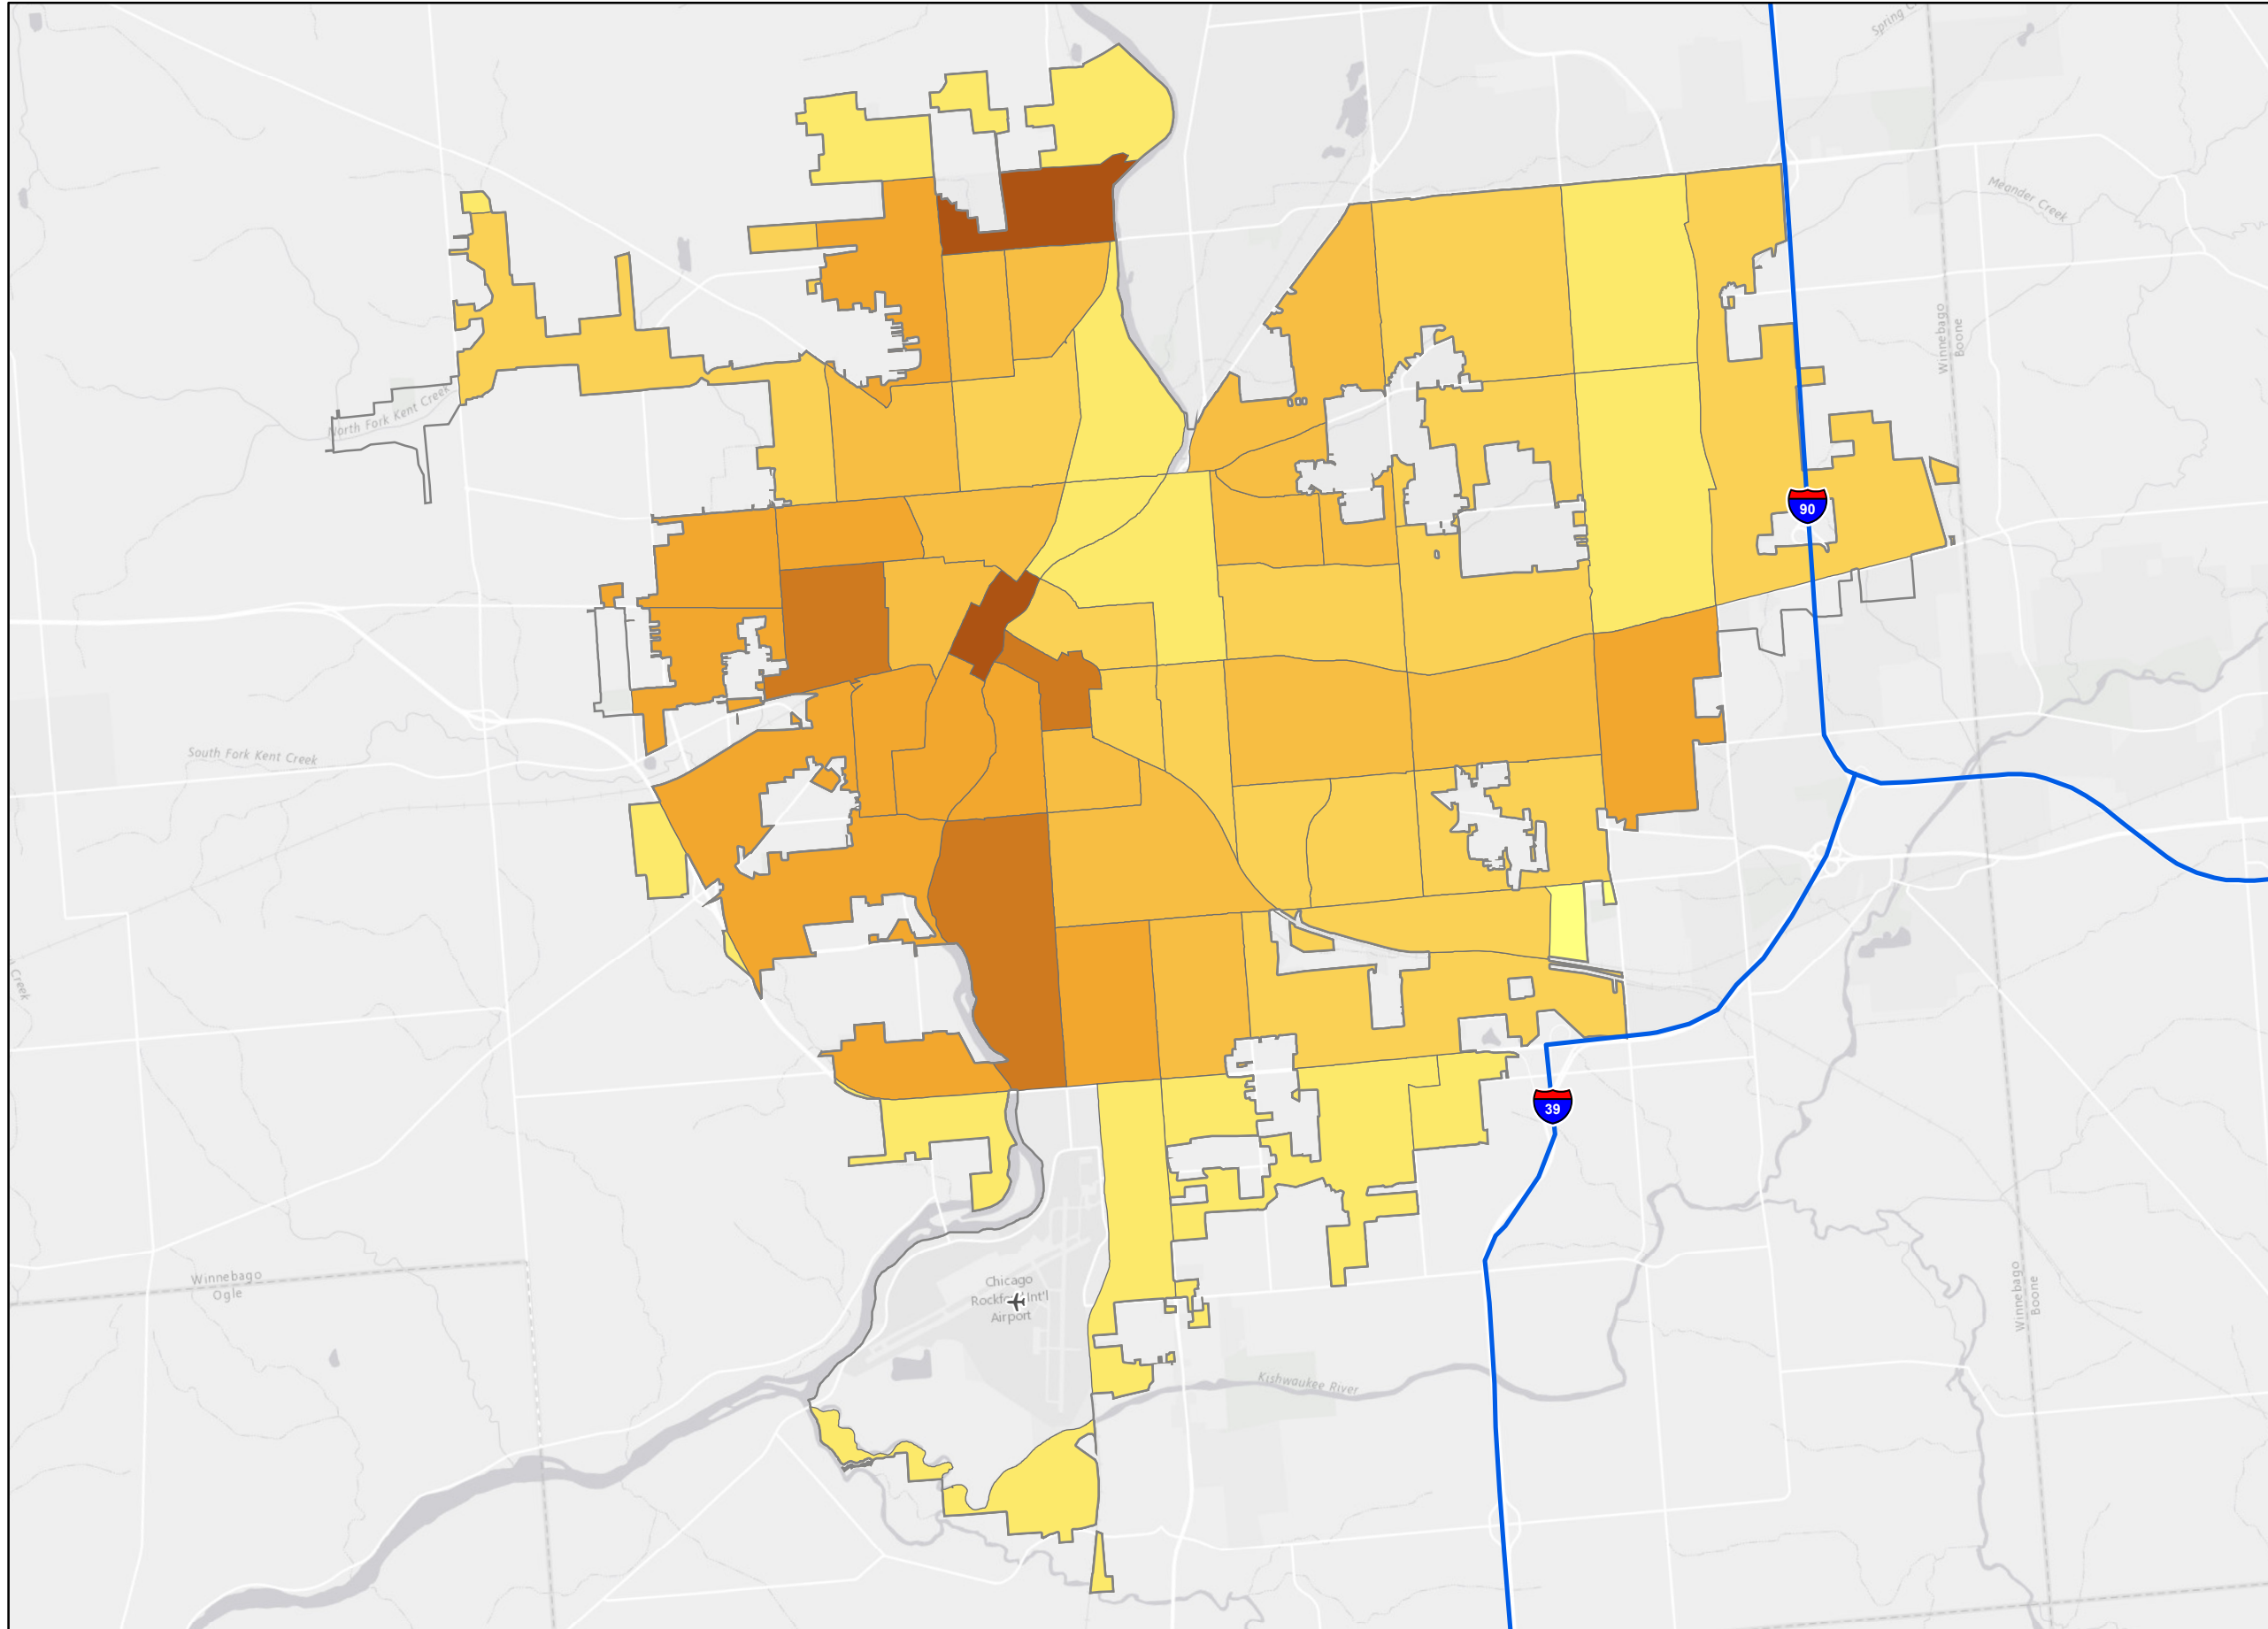 Spring C
Meander Creek
Winnebago
Boone
North Fork Kent Creek
90
South Fork Kent Creek
Creek
39
Winnebago
Ogle
Chicago
Rockford Int'l
Airport
Winnebago
Boone
Kishwaukee River